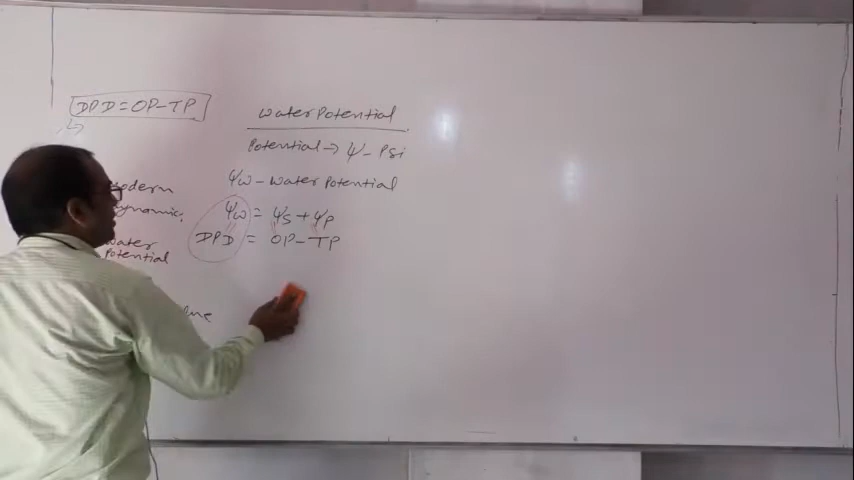 DPD = OP - TP
Water Potential
Potential → ψ - Psi
ψw - Water Potential
ψw = ψs + ψp
DPD = OP - TP
Modern
Water
Potential